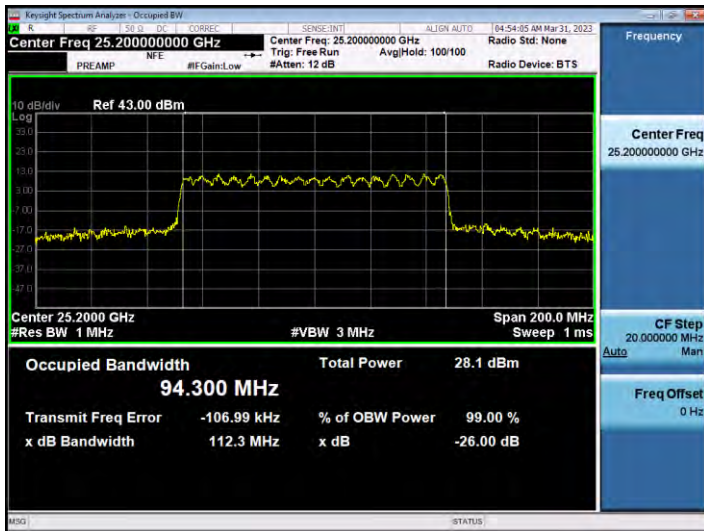 Keysight Spectrum Analyzer - Occupied BW
R RF 50 Ω DC CORREC SENSE:INT ALIGN AUTO 04:54:05 AM Mar 31, 2023
Center Freq 25.200000000 GHz Center Freq: 25.200000000 GHz Radio Std: None
NFE Trig: Free Run Avg|Hold: 100/100
PREAMP #IFGain:Low #Atten: 12 dB Radio Device: BTS
Frequency
10 dB/div Ref 43.00 dBm
Log
33.0
23.0
13.0
3.00
-7.00
-17.0
-27.0
-37.0
-47.0
Center Freq
25.200000000 GHz
Center 25.2000 GHz Span 200.0 MHz
#Res BW 1 MHz #VBW 3 MHz Sweep 1 ms
CF Step
20.000000 MHz
Auto Man
Occupied Bandwidth Total Power 28.1 dBm
94.300 MHz
Transmit Freq Error -106.99 kHz % of OBW Power 99.00 %
x dB Bandwidth 112.3 MHz x dB -26.00 dB
Freq Offset
0 Hz
MSG STATUS